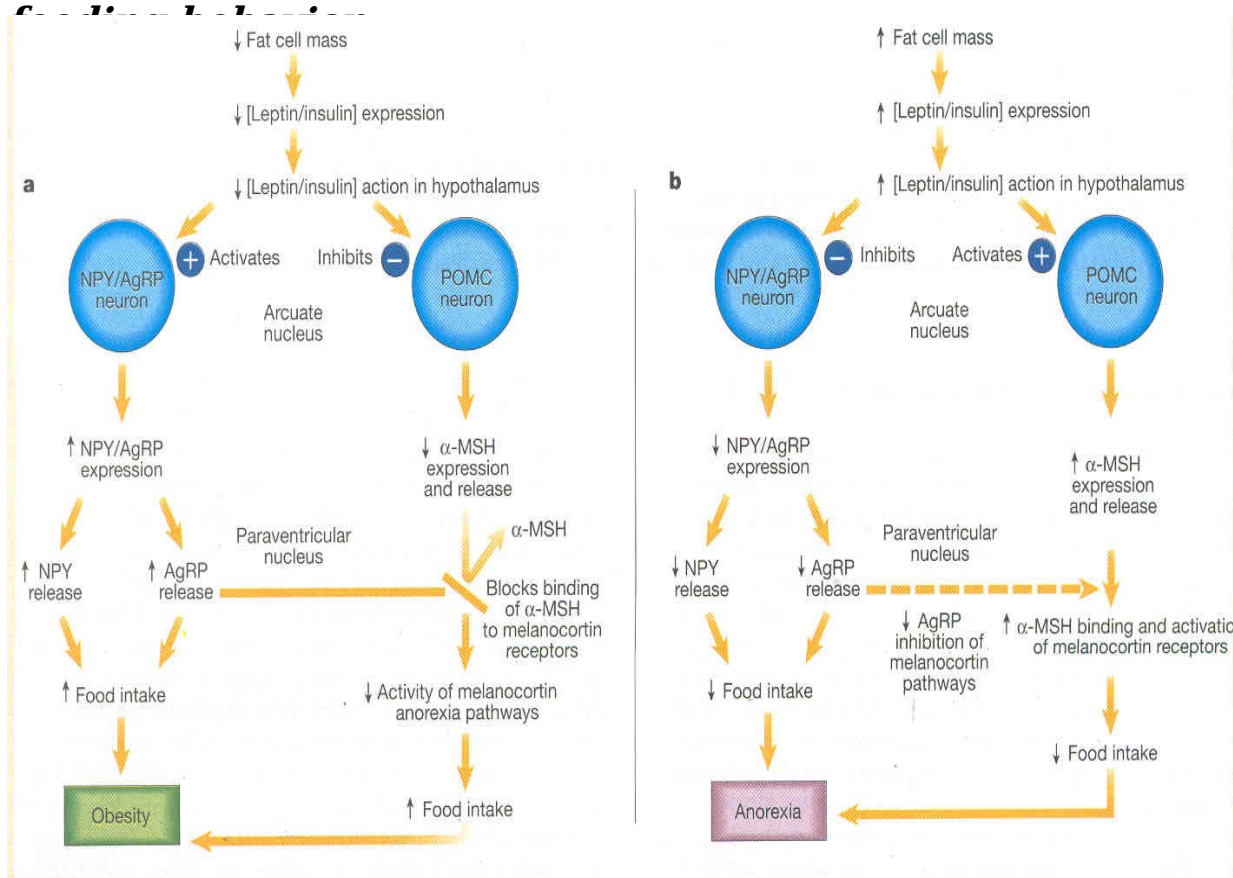 feeding behavior
↓ Fat cell mass
↓ [Leptin/insulin] expression
a
↓ [Leptin/insulin] action in hypothalamus
NPY/AgRP
neuron
+ Activates
Inhibits −
POMC
neuron
Arcuate
nucleus
↑ NPY/AgRP
expression
↓ α-MSH
expression
and release
α-MSH
Paraventricular
nucleus
↑ NPY
release
↑ AgRP
release
Blocks binding
of α-MSH
to melanocortin
receptors
↑ Food intake
↓ Activity of melanocortin
anorexia pathways
Obesity
↑ Food intake
↑ Fat cell mass
↑ [Leptin/insulin] expression
b
↑ [Leptin/insulin] action in hypothalamus
NPY/AgRP
neuron
− Inhibits
Activates +
POMC
neuron
Arcuate
nucleus
↓ NPY/AgRP
expression
↑ α-MSH
expression
and release
Paraventricular
nucleus
↓ NPY
release
↓ AgRP
release
↓ AgRP
inhibition of
melanocortin
pathways
↑ α-MSH binding and activatio
of melanocortin receptors
↓ Food intake
↓ Food intake
Anorexia